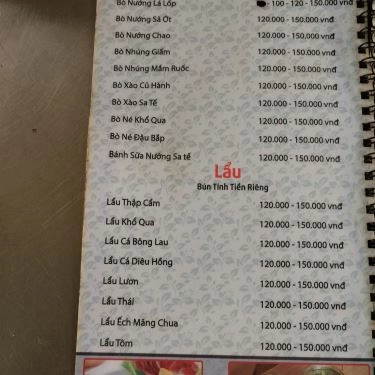 Bò Nướng Lá Lốp - 100 - 120 - 150.000 vnđ
Bò Nướng Sả Ớt 120.000 - 150.000 vnđ
Bò Nướng Chao 120.000 - 150.000 vnđ
Bò Nhúng Giấm 120.000 - 150.000 vnđ
Bò Nhúng Mắm Ruốc 120.000 - 150.000 vnđ
Bò Xào Củ Hành 120.000 - 150.000 vnđ
Bò Xào Sa Tế 120.000 - 150.000 vnđ
Bò Né Khổ Qua 120.000 - 150.000 vnđ
Bò Né Đậu Bắp 120.000 - 150.000 vnđ
Bánh Sữa Nướng Sa tế 120.000 - 150.000 vnđ
Lẩu
Bún Tính Tiền Riêng
Lẩu Thập Cẩm 120.000 - 150.000 vnđ
Lẩu Khổ Qua 120.000 - 150.000 vnđ
Lẩu Cá Bông Lau 120.000 - 150.000 vnđ
Lẩu Cá Diêu Hồng 120.000 - 150.000 vnđ
Lẩu Lươn 120.000 - 150.000 vnđ
Lẩu Thái 120.000 - 150.000 vnđ
Lẩu Ếch Măng Chua 120.000 - 150.000 vnđ
Lẩu Tôm 120.000 - 150.000 vnđ